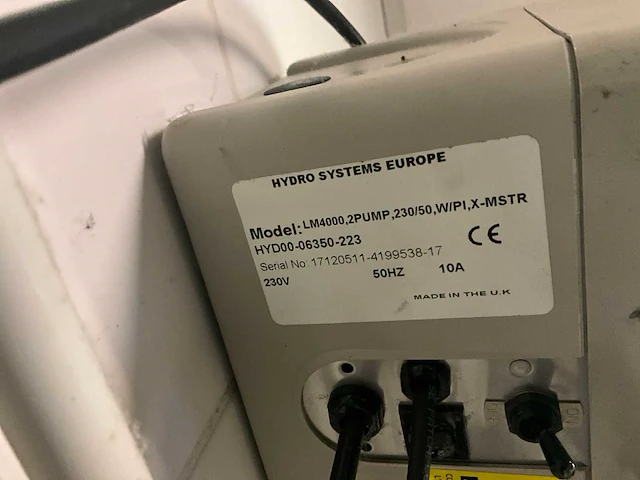 HYDRO SYSTEMS EUROPE
Model: LM4000,2PUMP,230/50,W/PI,X-MSTR
HYD00-06350-223
CE
Serial No: 17120511-4199538-17
230V 50HZ 10A
MADE IN THE U.K